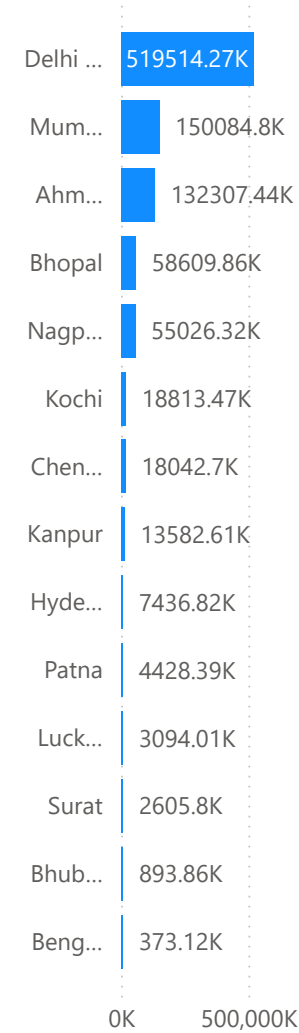 Delhi ... 519514.27K
Mum... 150084.8K
Ahm... 132307.44K
Bhopal 58609.86K
Nagp... 55026.32K
Kochi 18813.47K
Chen... 18042.7K
Kanpur 13582.61K
Hyde... 7436.82K
Patna 4428.39K
Luck... 3094.01K
Surat 2605.8K
Bhub... 893.86K
Beng... 373.12K
0K 500,000K